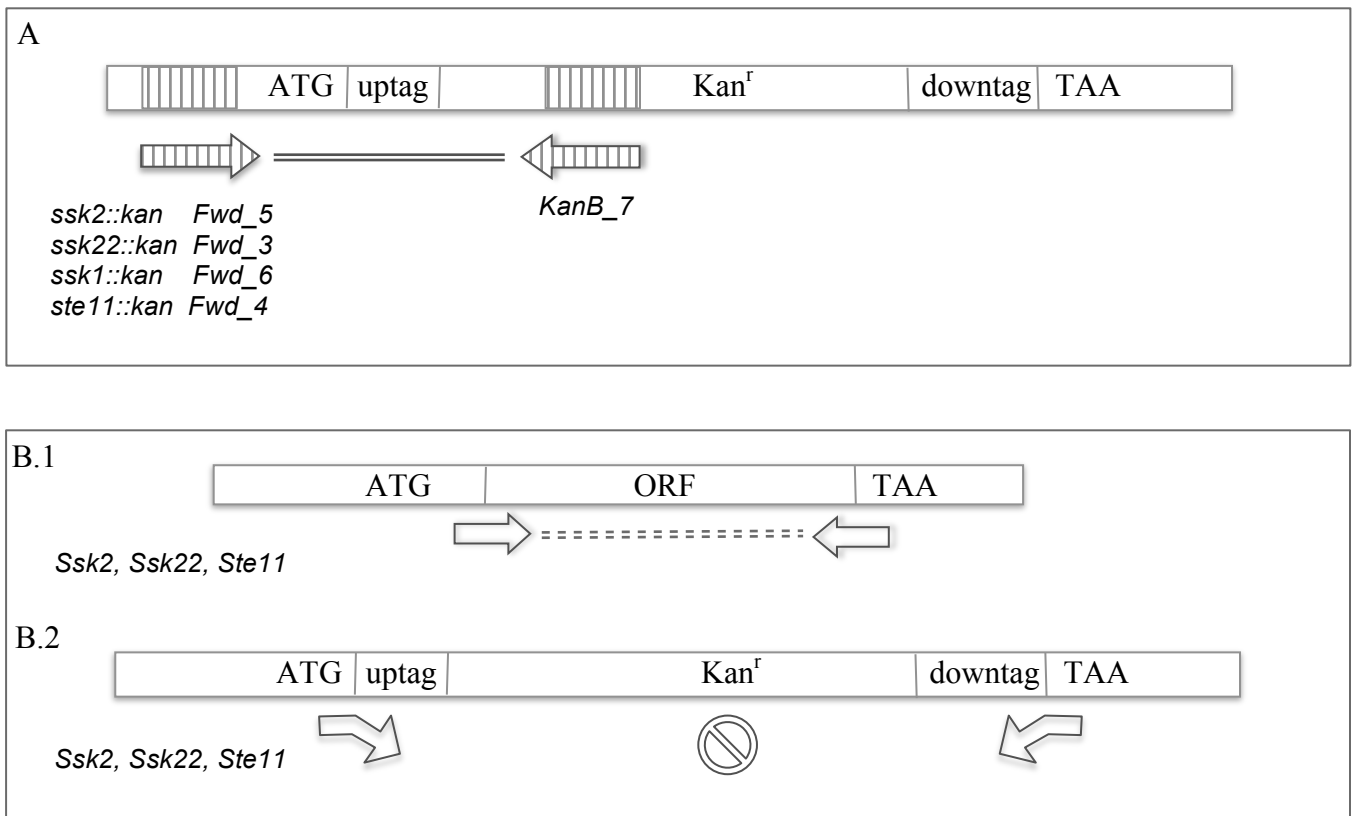 A
ATG uptag Kanʳ downtag TAA
KanB_7
ssk2::kan Fwd_5
ssk22::kan Fwd_3
ssk1::kan Fwd_6
ste11::kan Fwd_4
B.1
ATG ORF TAA
Ssk2, Ssk22, Ste11
B.2
ATG uptag Kanʳ downtag TAA
Ssk2, Ssk22, Ste11